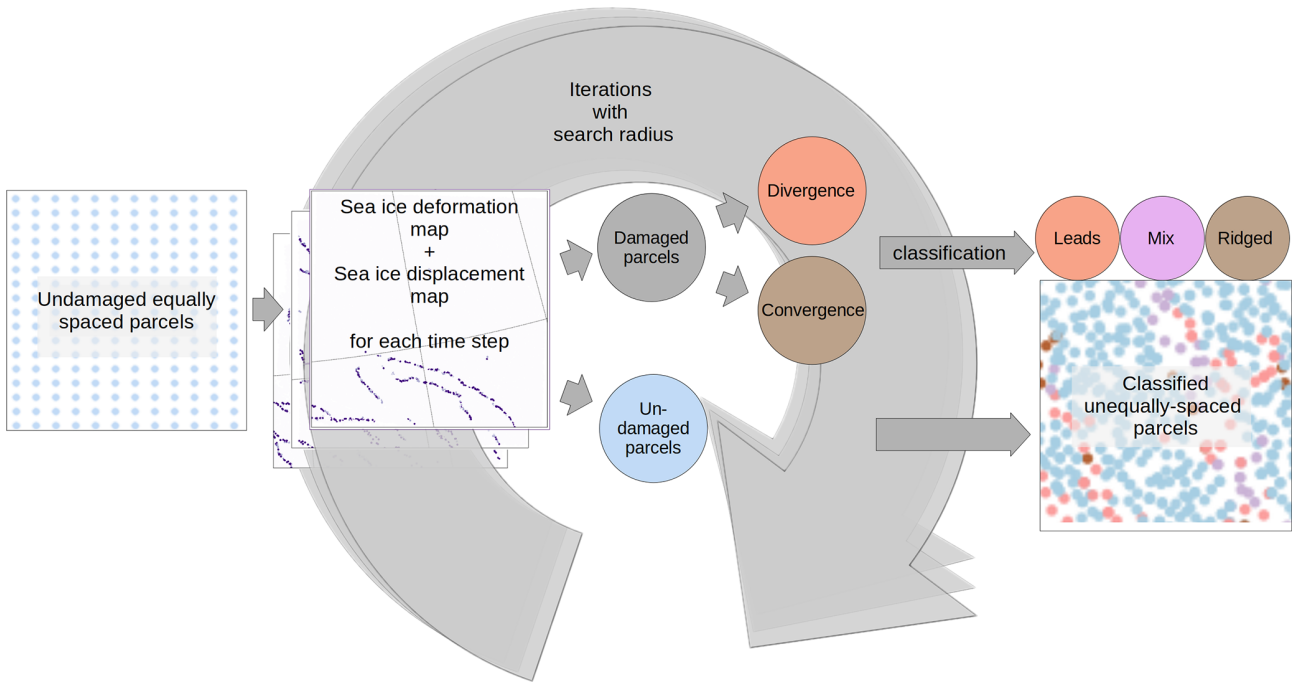 Iterations
with
search radius
Undamaged equally
spaced parcels
Sea ice deformation
map
+
Sea ice displacement
map
for each time step
Damaged
parcels
Un-
damaged
parcels
Divergence
Convergence
classification
Leads
Mix
Ridged
Classified
unequally-spaced
parcels